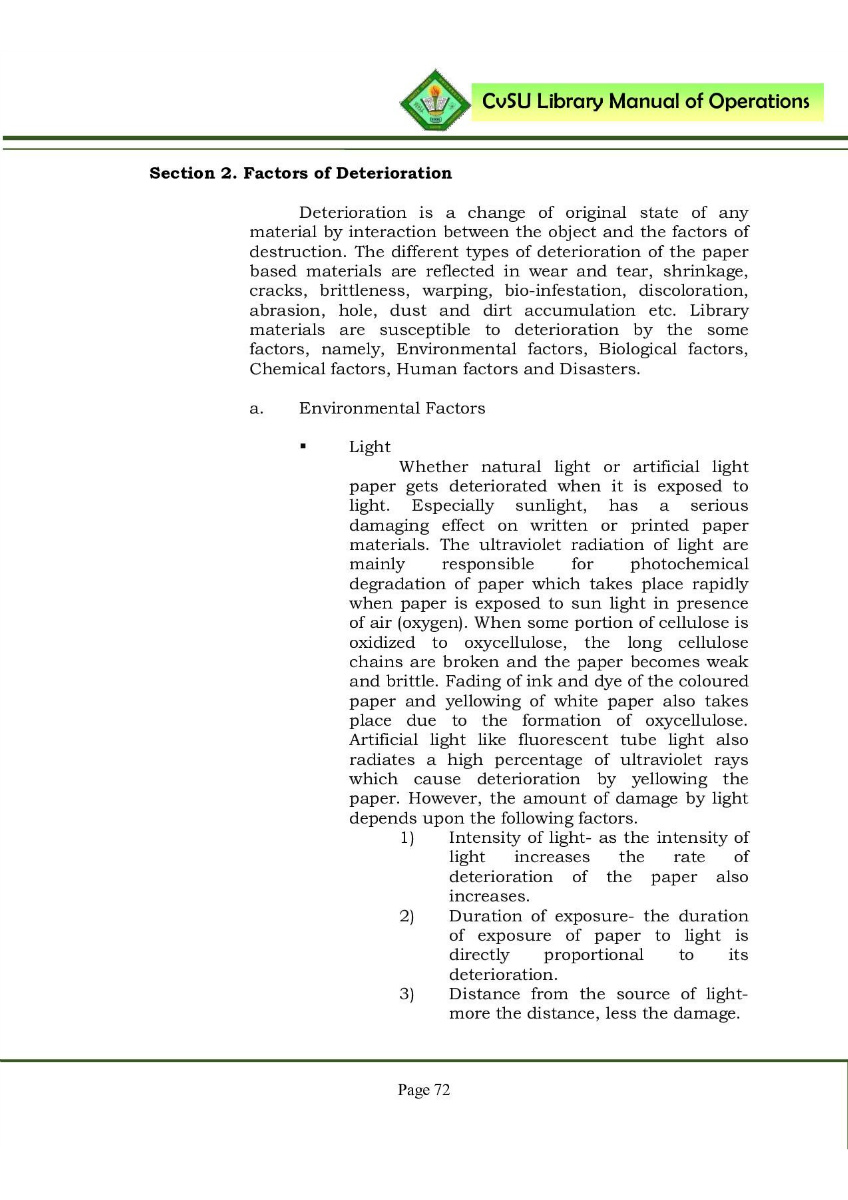 CvSU Library Manual of Operations
Section 2. Factors of Deterioration
Deterioration is a change of original state of any
material by interaction between the object and the factors of
destruction. The different types of deterioration of the paper
based materials are reflected in wear and tear, shrinkage,
cracks, brittleness, warping, bio-infestation, discoloration,
abrasion, hole, dust and dirt accumulation etc. Library
materials are susceptible to deterioration by the some
factors, namely, Environmental factors, Biological factors,
Chemical factors, Human factors and Disasters.
a. Environmental Factors
▪ Light
Whether natural light or artificial light
paper gets deteriorated when it is exposed to
light. Especially sunlight, has a serious
damaging effect on written or printed paper
materials. The ultraviolet radiation of light are
mainly responsible for photochemical
degradation of paper which takes place rapidly
when paper is exposed to sun light in presence
of air (oxygen). When some portion of cellulose is
oxidized to oxycellulose, the long cellulose
chains are broken and the paper becomes weak
and brittle. Fading of ink and dye of the coloured
paper and yellowing of white paper also takes
place due to the formation of oxycellulose.
Artificial light like fluorescent tube light also
radiates a high percentage of ultraviolet rays
which cause deterioration by yellowing the
paper. However, the amount of damage by light
depends upon the following factors.
1) Intensity of light- as the intensity of
light increases the rate of
deterioration of the paper also
increases.
2) Duration of exposure- the duration
of exposure of paper to light is
directly proportional to its
deterioration.
3) Distance from the source of light-
more the distance, less the damage.
Page 72